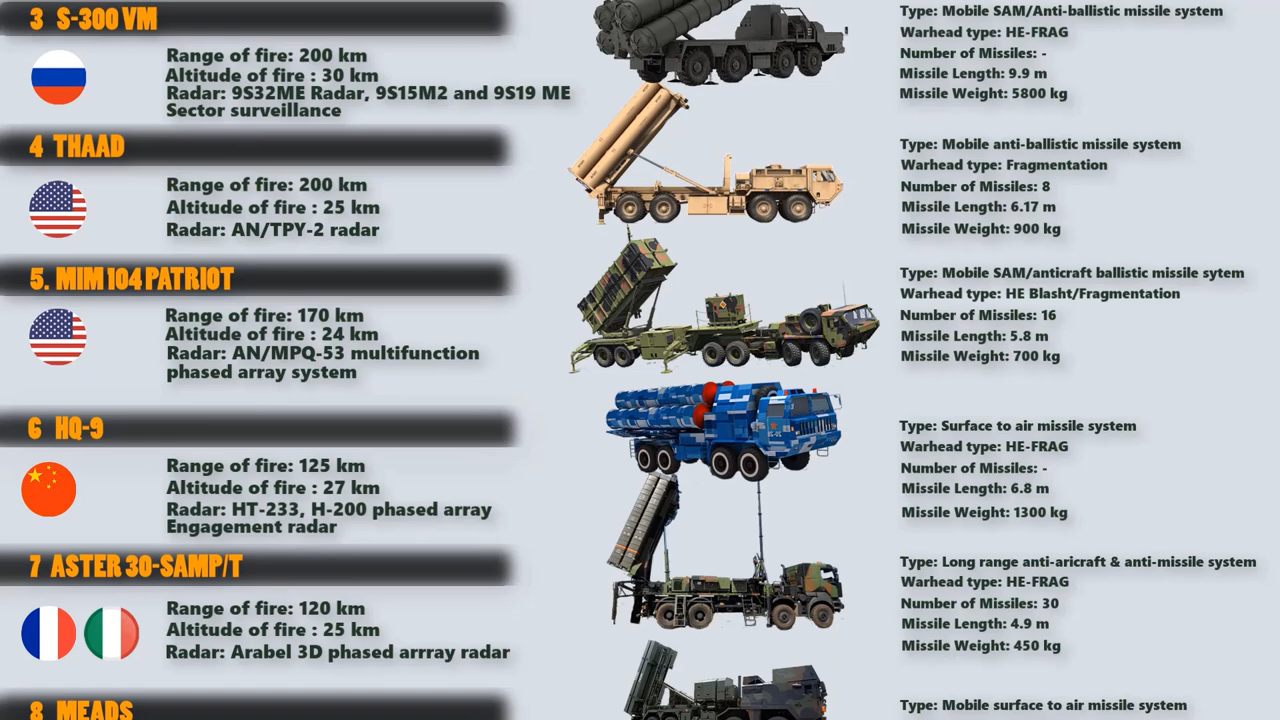 3 S-300 VM
Range of fire: 200 km
Altitude of fire : 30 km
Radar: 9S32ME Radar, 9S15M2 and 9S19 ME
Sector surveillance
Type: Mobile SAM/Anti-ballistic missile system
Warhead type: HE-FRAG
Number of Missiles: -
Missile Length: 9.9 m
Missile Weight: 5800 kg
4 THAAD
Range of fire: 200 km
Altitude of fire : 25 km
Radar: AN/TPY-2 radar
Type: Mobile anti-ballistic missile system
Warhead type: Fragmentation
Number of Missiles: 8
Missile Length: 6.17 m
Missile Weight: 900 kg
5. MIM 104 PATRIOT
Range of fire: 170 km
Altitude of fire : 24 km
Radar: AN/MPQ-53 multifunction
phased array system
Type: Mobile SAM/anticraft ballistic missile sytem
Warhead type: HE Blasht/Fragmentation
Number of Missiles: 16
Missile Length: 5.8 m
Missile Weight: 700 kg
6 HQ-9
Range of fire: 125 km
Altitude of fire : 27 km
Radar: HT-233, H-200 phased array
Engagement radar
Type: Surface to air missile system
Warhead type: HE-FRAG
Number of Missiles: -
Missile Length: 6.8 m
Missile Weight: 1300 kg
7 ASTER 30-SAMP/T
Range of fire: 120 km
Altitude of fire : 25 km
Radar: Arabel 3D phased arrray radar
Type: Long range anti-aricraft & anti-missile system
Warhead type: HE-FRAG
Number of Missiles: 30
Missile Length: 4.9 m
Missile Weight: 450 kg
8 MEADS
Type: Mobile surface to air missile system